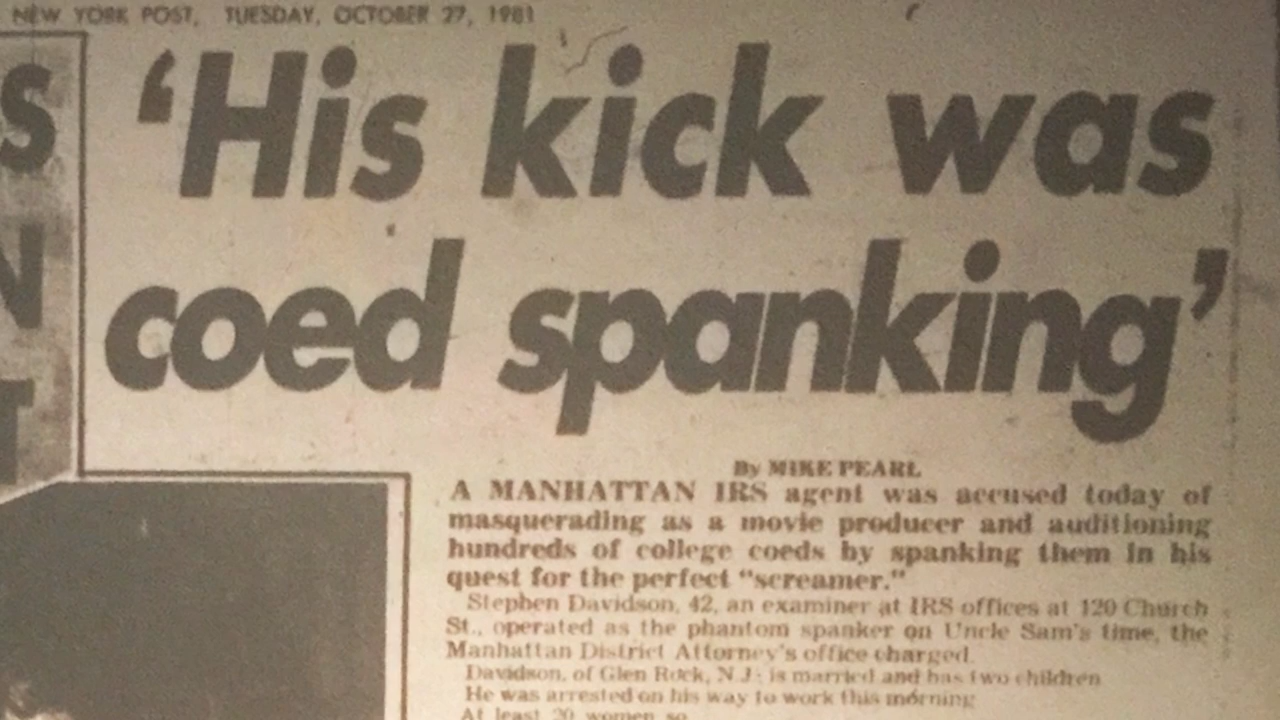 NEW YORK POST, TUESDAY, OCTOBER 27, 1981
S
N
T
'His kick was
coed spanking'
By MIKE PEARL
A MANHATTAN IRS agent was accused today of
masquerading as a movie producer and auditioning
hundreds of college coeds by spanking them in his
quest for the perfect "screamer."
Stephen Davidson, 42, an examiner at IRS offices at 120 Church
St., operated as the phantom spanker on Uncle Sam's time, the
Manhattan District Attorney's office charged.
Davidson, of Glen Rock, N.J. is married and has two children
He was arrested on his way to work this morning
At least 20 women so